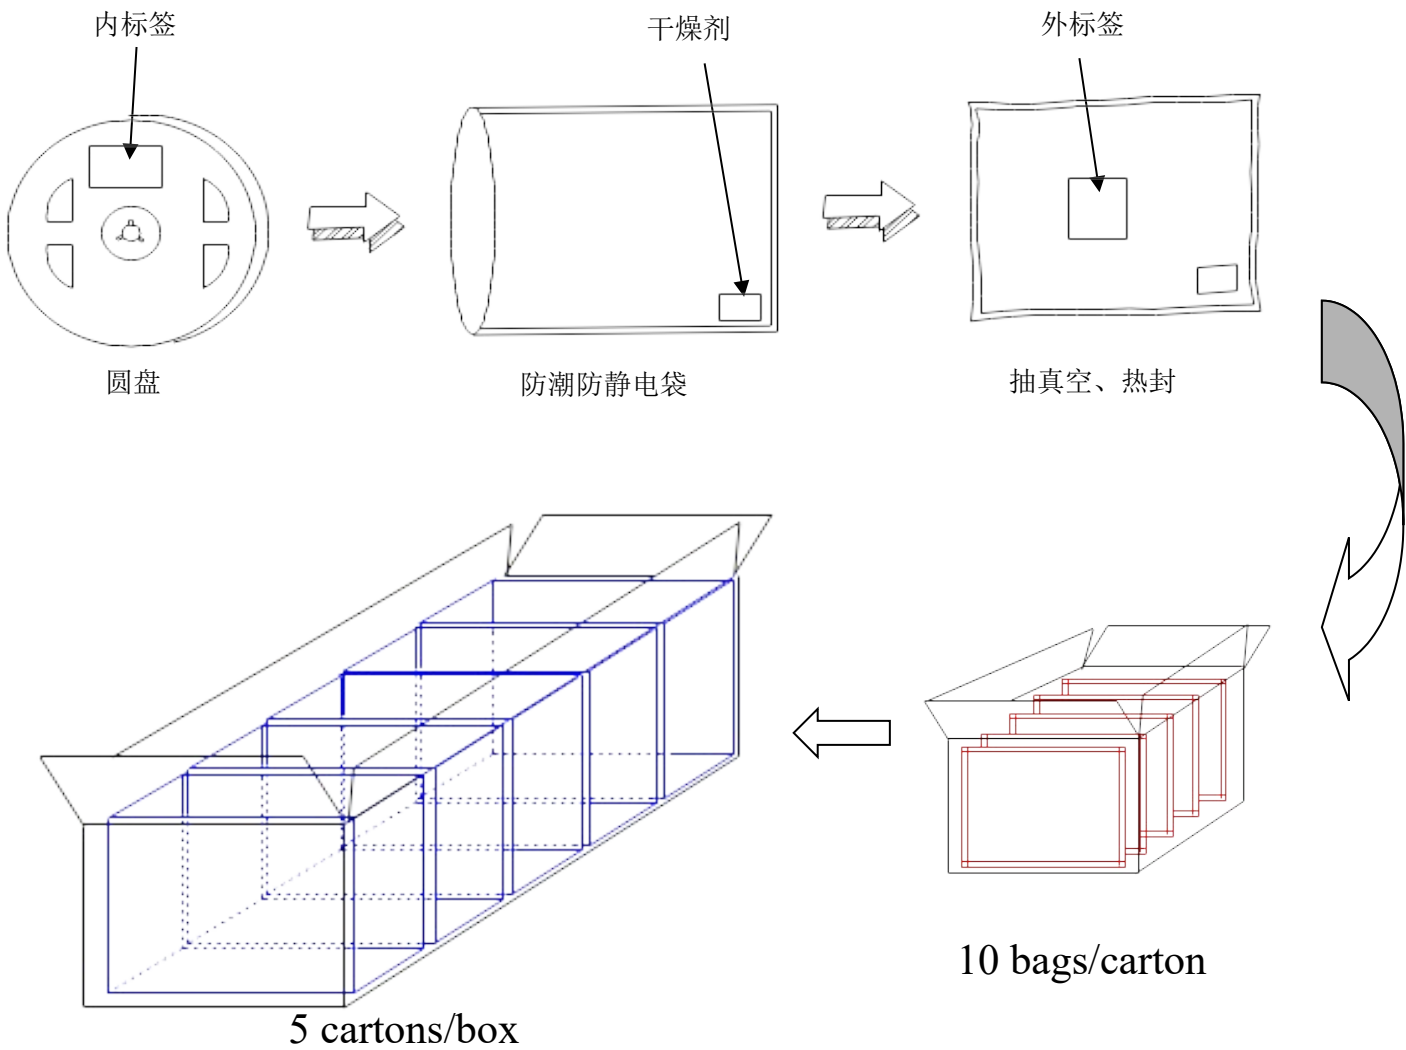 内标签
干燥剂
外标签
圆盘
防潮防静电袋
抽真空、热封
10 bags/carton
5 cartons/box